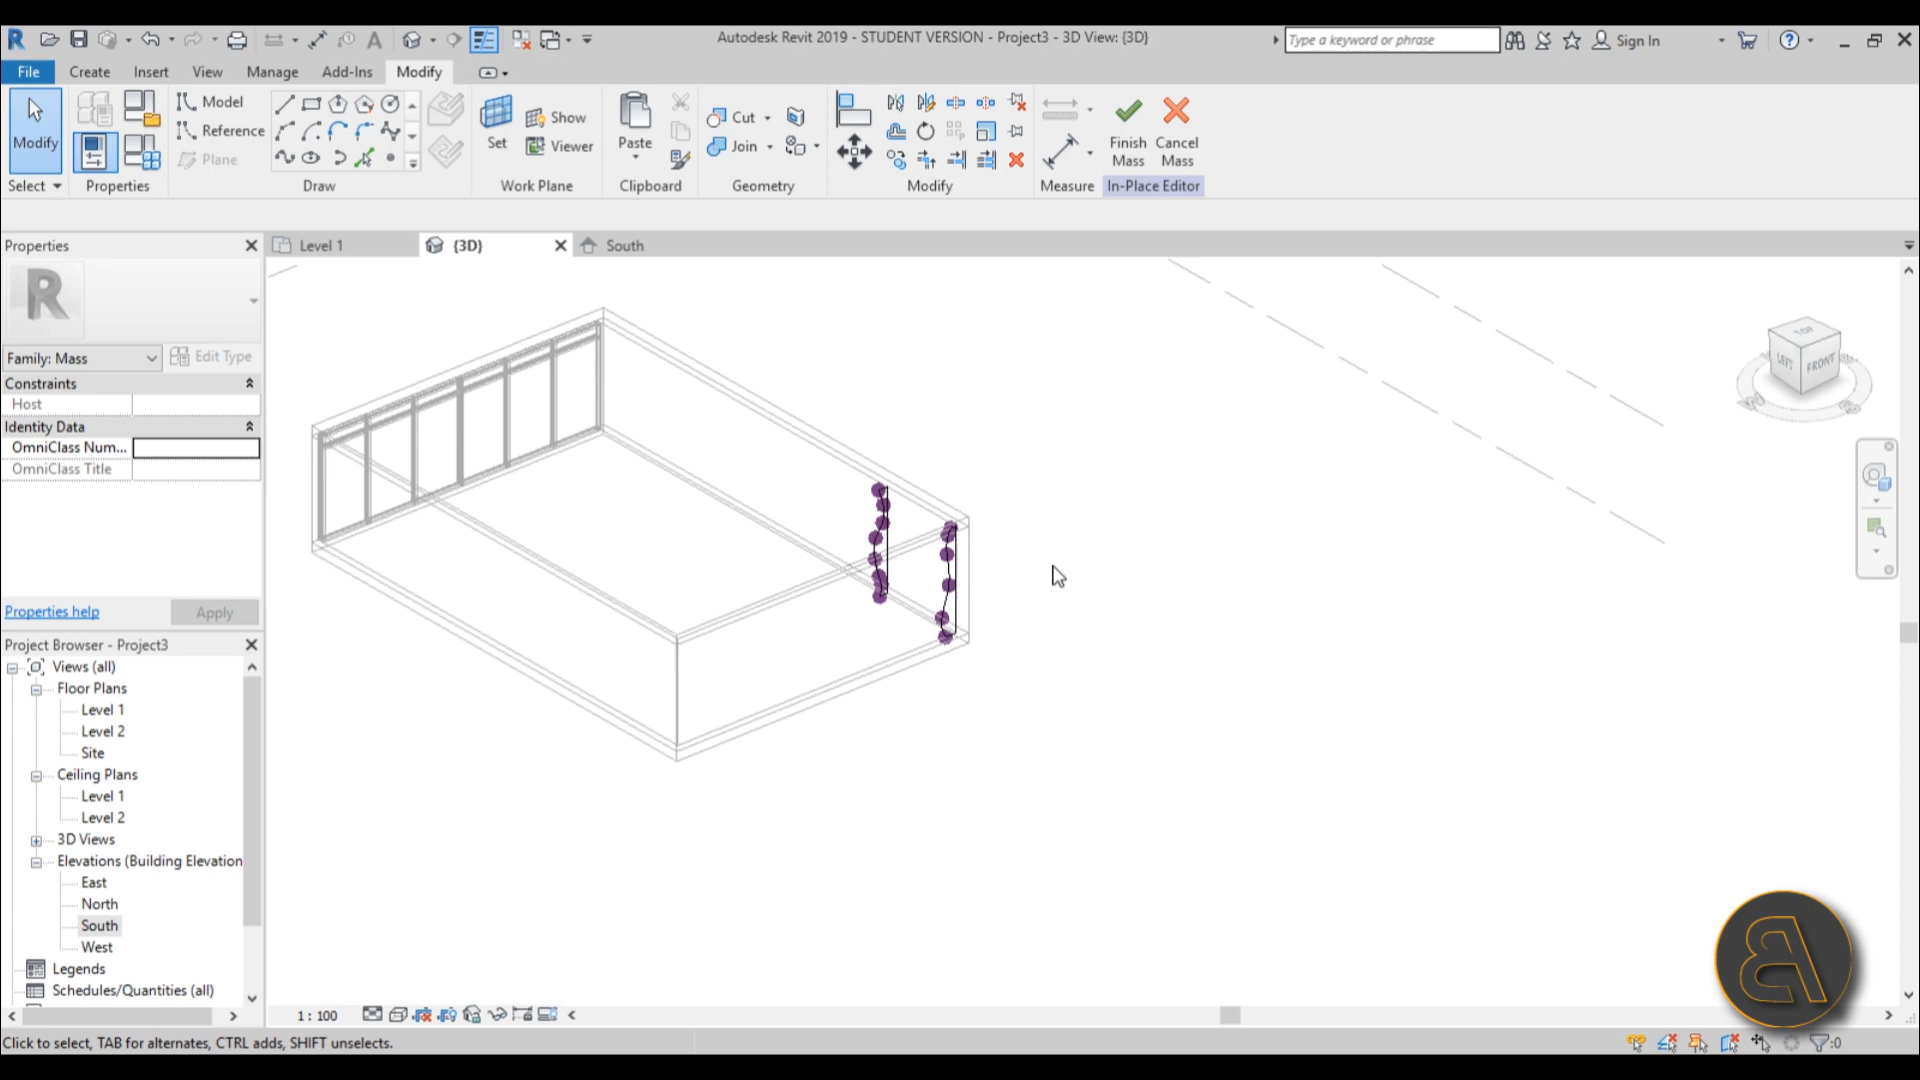 Autodesk Revit 2019 - STUDENT VERSION - Project3 - 3D View: {3D}
Type a keyword or phrase
Sign In
File
Create
Insert
View
Manage
Add-Ins
Modify
Modify
Select
Properties
Model
Reference
Plane
Draw
Set
Show
Viewer
Work Plane
Paste
Clipboard
Cut
Join
Geometry
Modify
Measure
Finish Mass
Cancel Mass
In-Place Editor
Properties
Level 1
{3D}
South
R
Family: Mass
Edit Type
Constraints
Host
Identity Data
OmniClass Num...
OmniClass Title
Properties help
Apply
Project Browser - Project3
Views (all)
Floor Plans
Level 1
Level 2
Site
Ceiling Plans
Level 1
Level 2
3D Views
Elevations (Building Elevation
East
North
South
West
Legends
Schedules/Quantities (all)
TOP
LEFT
FRONT
1 : 100
Click to select, TAB for alternates, CTRL adds, SHIFT unselects.
:0